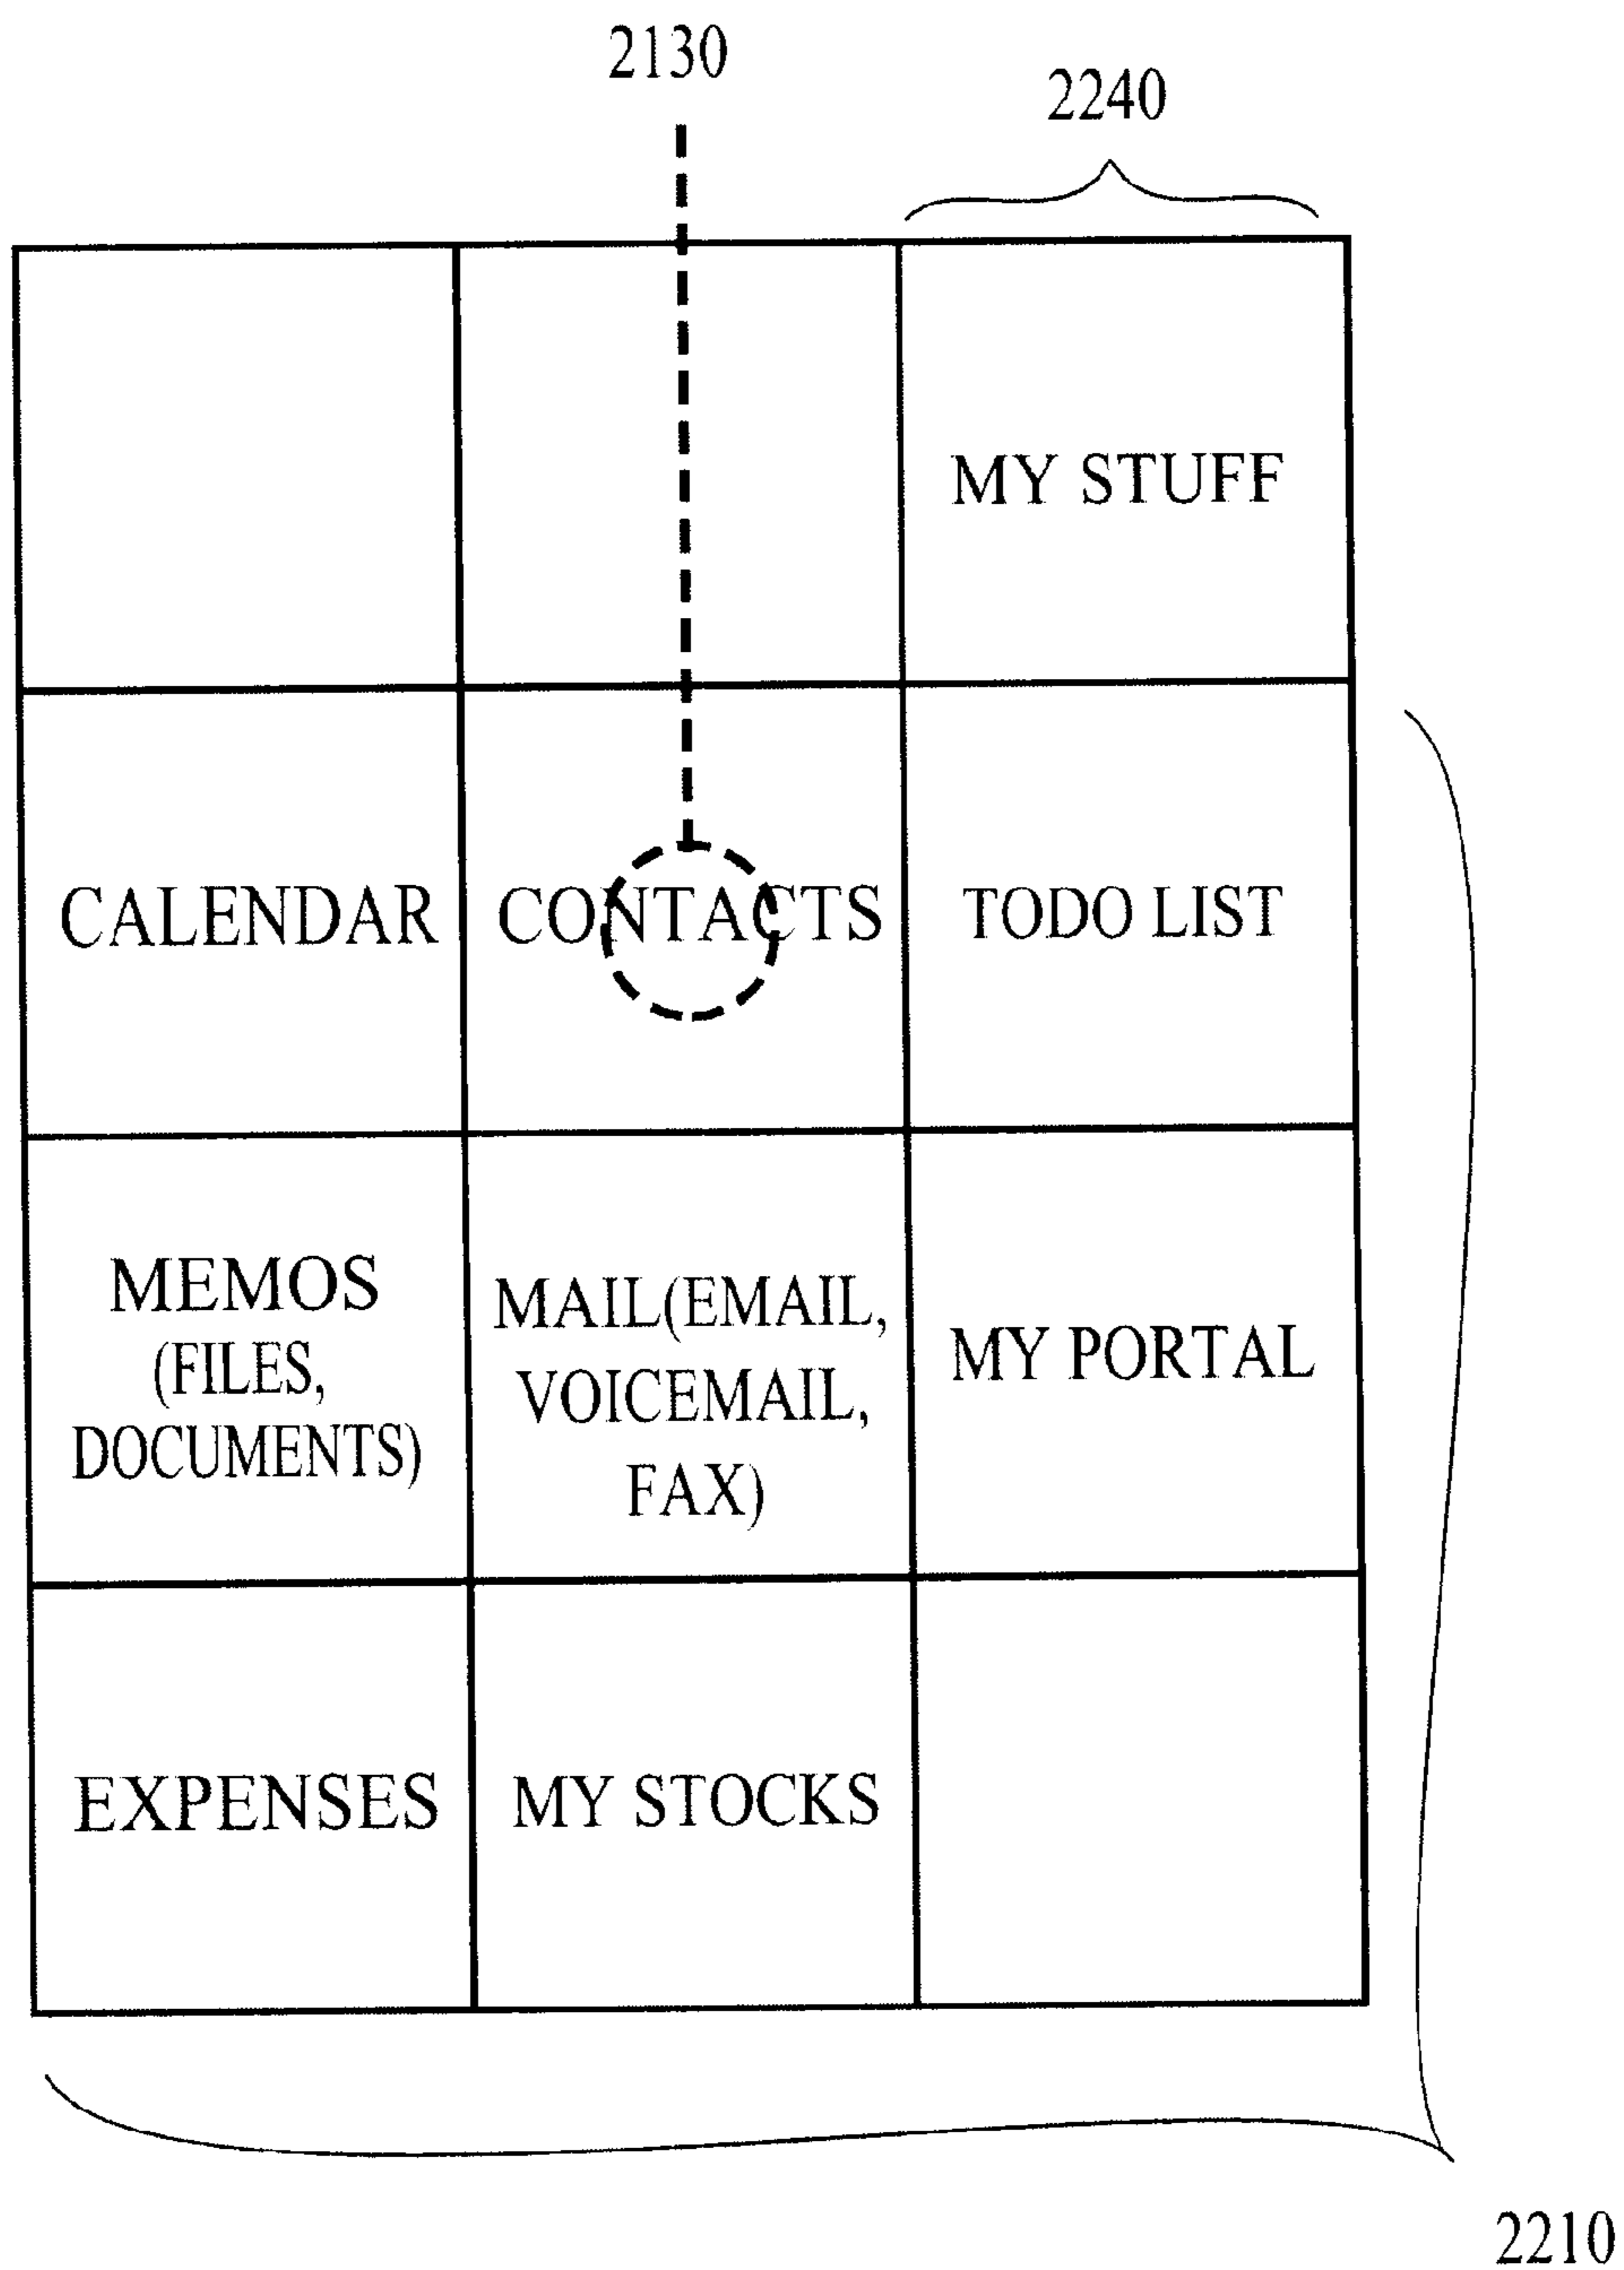 2130
2240
MY STUFF
CALENDAR
CONTACTS
TODO LIST
MEMOS
(FILES,
DOCUMENTS)
MAIL(EMAIL,
VOICEMAIL,
FAX)
MY PORTAL
EXPENSES
MY STOCKS
2210